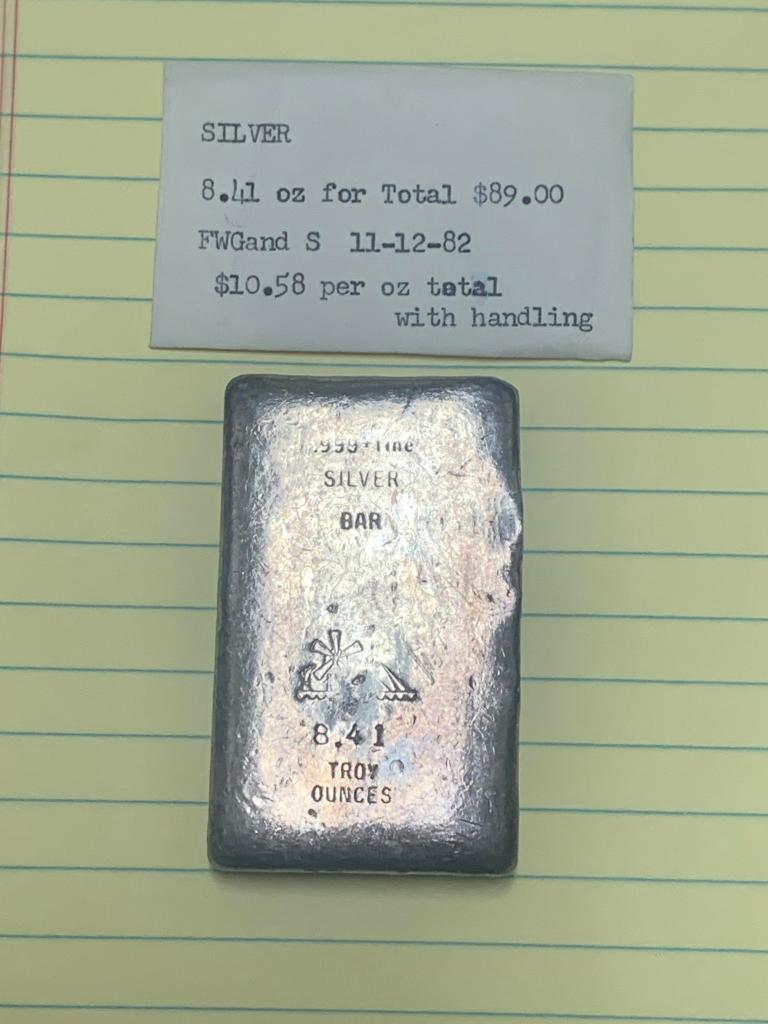 SILVER
8.41 oz for Total $89.00
FWGand S 11-12-82
$10.58 per oz total
with handling
.999+ fine
SILVER
BAR
8.41
TROY
OUNCES